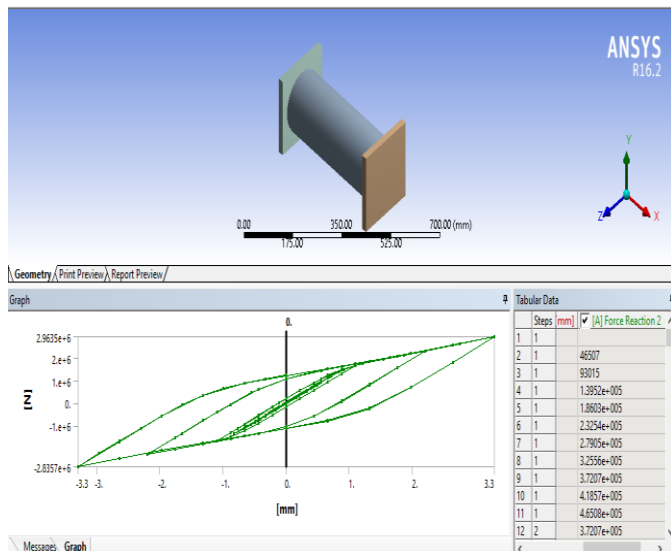 ANSYS
R16.2
Y
Z
X
0.00 350.00 700.00 (mm)
175.00 525.00
Geometry Print Preview Report Preview
Graph
0.
2.9635e+6
2.e+6
1.e+6
0.
-1.e+6
-2.8357e+6
[N]
-3.3 -3. -2. -1. 0. 1. 2. 3.3
[mm]
Messages Graph
Tabular Data
Steps [mm] [A] Force Reaction 2
1 1
2 1 46507
3 1 93015
4 1 1.3952e+005
5 1 1.8603e+005
6 1 2.3254e+005
7 1 2.7905e+005
8 1 3.2556e+005
9 1 3.7207e+005
10 1 4.1857e+005
11 1 4.6508e+005
12 2 3.7207e+005